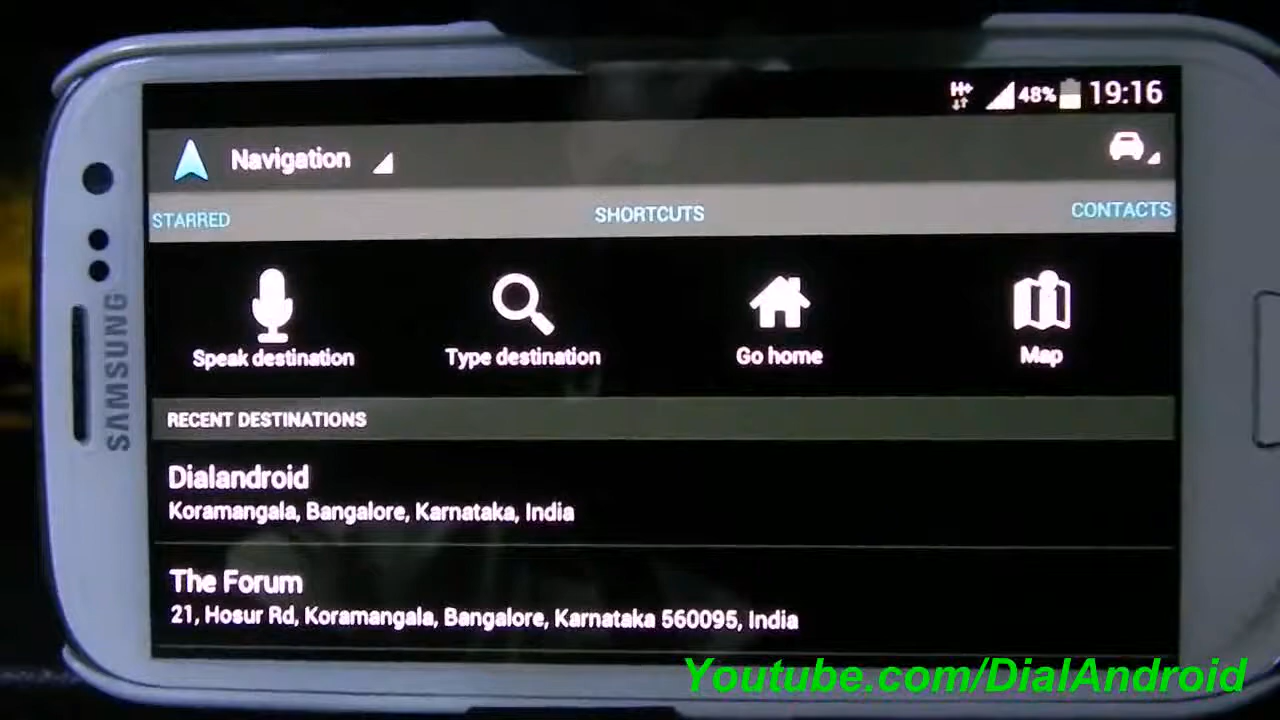 H+ 48% 19:16
Navigation
STARRED SHORTCUTS CONTACTS
Speak destination Type destination Go home Map
RECENT DESTINATIONS
Dialandroid
Koramangala, Bangalore, Karnataka, India
The Forum
21, Hosur Rd, Koramangala, Bangalore, Karnataka 560095, India
SAMSUNG
Youtube.com/DialAndroid